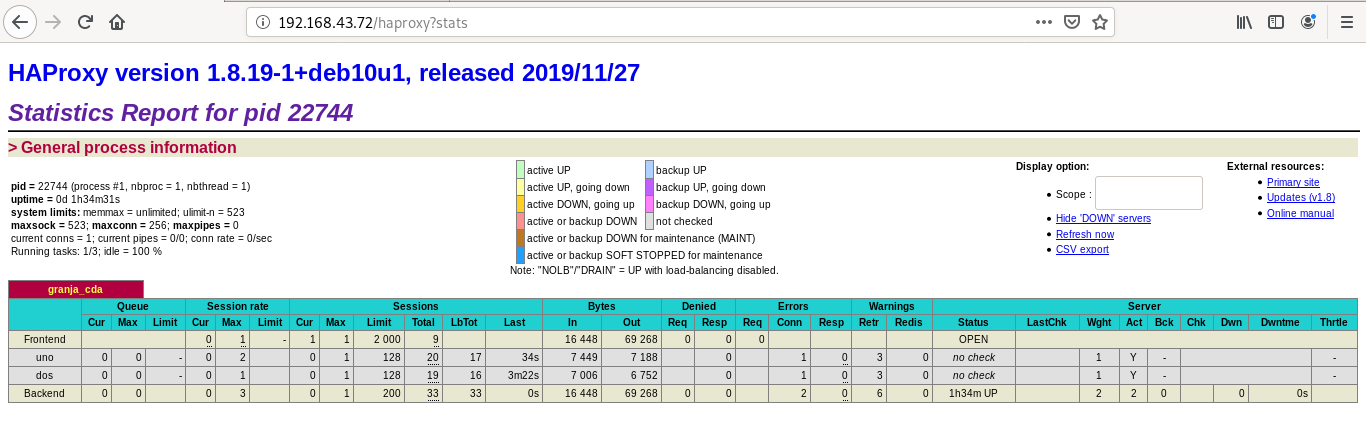 192.168.43.72/haproxy?stats
HAProxy version 1.8.19-1+deb10u1, released 2019/11/27
Statistics Report for pid 22744
> General process information
pid = 22744 (process #1, nbproc = 1, nbthread = 1)
uptime = 0d 1h34m31s
system limits: memmax = unlimited; ulimit-n = 523
maxsock = 523; maxconn = 256; maxpipes = 0
current conns = 1; current pipes = 0/0; conn rate = 0/sec
Running tasks: 1/3; idle = 100 %
active UP backup UP
active UP, going down backup UP, going down
active DOWN, going up backup DOWN, going up
active or backup DOWN not checked
active or backup DOWN for maintenance (MAINT)
active or backup SOFT STOPPED for maintenance
Note: "NOLB"/"DRAIN" = UP with load-balancing disabled.
Display option:
• Scope :
• Hide 'DOWN' servers
• Refresh now
• CSV export
External resources:
• Primary site
• Updates (v1.8)
• Online manual
granja_cda
Queue Session rate Sessions Bytes Denied Errors Warnings Server
Cur Max Limit Cur Max Limit Cur Max Limit Total LbTot Last In Out Req Resp Req Conn Resp Retr Redis Status LastChk Wght Act Bck Chk Dwn Dwntme Thrtle
Frontend 0 1 - 1 1 2 000 9 16 448 69 268 0 0 0 OPEN
uno 0 0 - 0 2 0 1 128 20 17 34s 7 449 7 188 0 1 0 3 0 no check 1 Y - -
dos 0 0 - 0 1 0 1 128 19 16 3m22s 7 006 6 752 0 1 0 3 0 no check 1 Y - -
Backend 0 0 0 3 0 1 200 33 33 0s 16 448 69 268 0 0 2 0 6 0 1h34m UP 2 2 0 0 0s